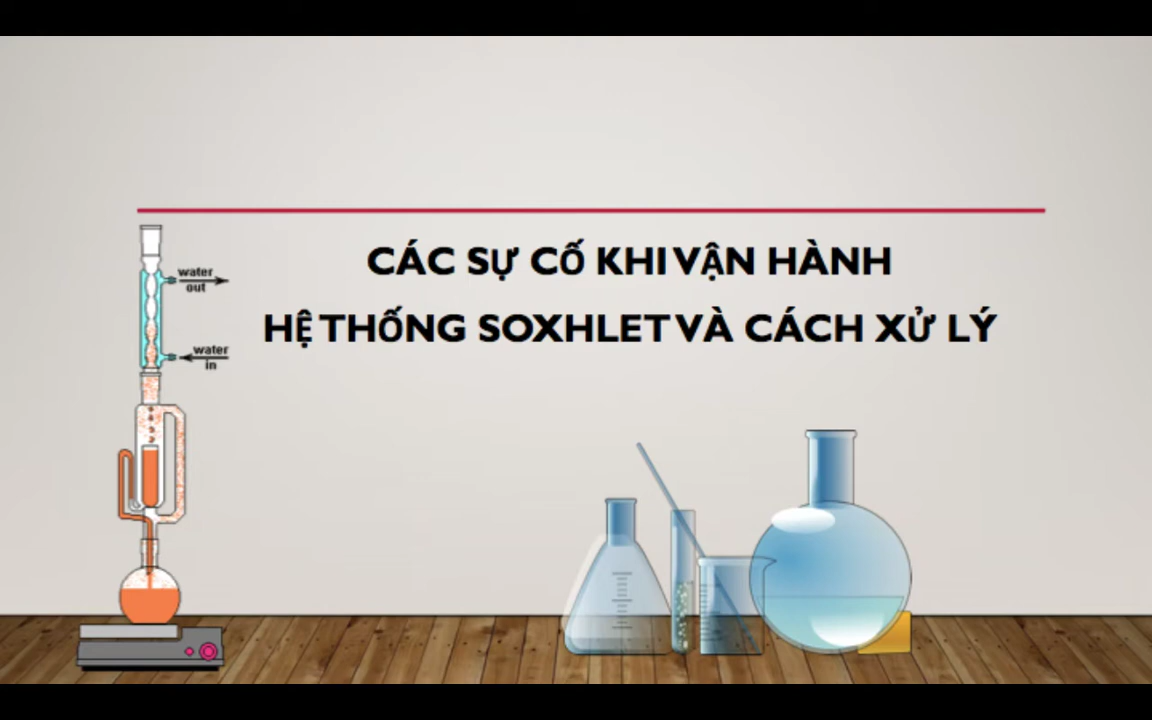 CÁC SỰ CỐ KHI VẬN HÀNH
HỆ THỐNG SOXHLET VÀ CÁCH XỬ LÝ
water
out
water
in